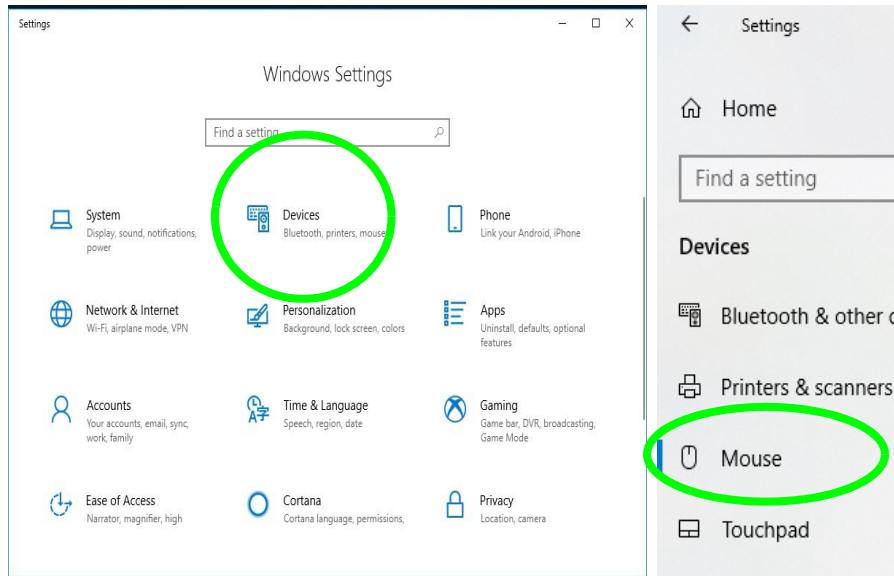 Settings
Windows Settings
Find a setting
System
Display, sound, notifications,
power
Devices
Bluetooth, printers, mouse
Phone
Link your Android, iPhone
Network & Internet
Wi-Fi, airplane mode, VPN
Personalization
Background, lock screen, colors
Apps
Uninstall, defaults, optional
features
Accounts
Your accounts, email, sync,
work, family
Time & Language
Speech, region, date
Gaming
Game bar, DVR, broadcasting,
Game Mode
Ease of Access
Narrator, magnifier, high
Cortana
Cortana language, permissions,
Privacy
Location, camera
Settings
Home
Find a setting
Devices
Bluetooth & other
Printers & scanners
Mouse
Touchpad